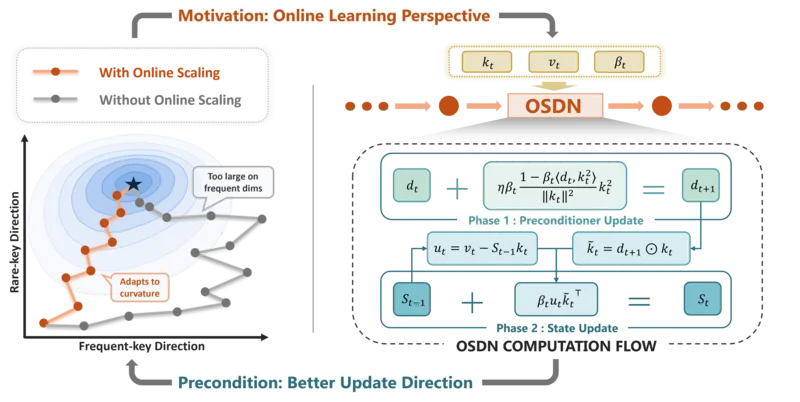 Motivation: Online Learning Perspective
With Online Scaling
Without Online Scaling
Too large on
frequent dims
Adapts to
curvature
Rare-key Direction
Frequent-key Direction
k_t
v_t
β_t
OSDN
d_t
+
ηβ_t \frac{1 − β_t⟨d_t, k_t^2⟩}{‖k_t‖^2} k_t^2
=
d_{t+1}
Phase 1 : Preconditioner Update
u_t = v_t − S_{t−1}k_t
k̃_t = d_{t+1} ⊙ k_t
S_{t−1}
+
β_t u_t k̃_t^⊤
=
S_t
Phase 2 : State Update
OSDN COMPUTATION FLOW
Precondition: Better Update Direction